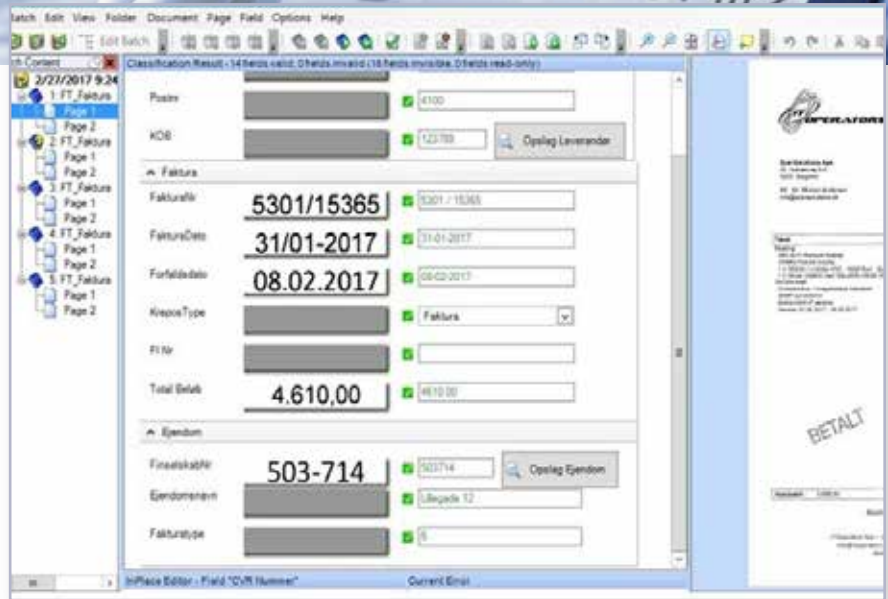 atch Edit View Folder Document Page Field Options Help
Edit Batch
ch Content
Classification Result - 14 fields valid, 0 fields invalid (18 fields invisible, 0 fields read-only)
2/27/2017 9:24
1: FT_Faktura
Page 1
Page 2
2: FT_Faktura
Page 1
Page 2
3: FT_Faktura
Page 1
Page 2
4: FT_Faktura
Page 1
Page 2
5: FT_Faktura
Page 1
Page 2
Postnr 4100
KOB 123789 Opslag Leverandør
Faktura
FakturaNr 5301/15365 5301 / 15365
FakturaDato 31/01-2017 31-01-2017
Forfaldsdato 08.02.2017 08-02-2017
KreposType Faktura
FI Nr
Total Beløb 4.610,00 4610.00
Ejendom
FinselskabNr 503-714 503714 Opslag Ejendom
Ejendomsnavn Lillegade 12
Fakturatype 6
InPlace Editor - Field "CVR Nummer" Current Error
OPERATORS
BETALT